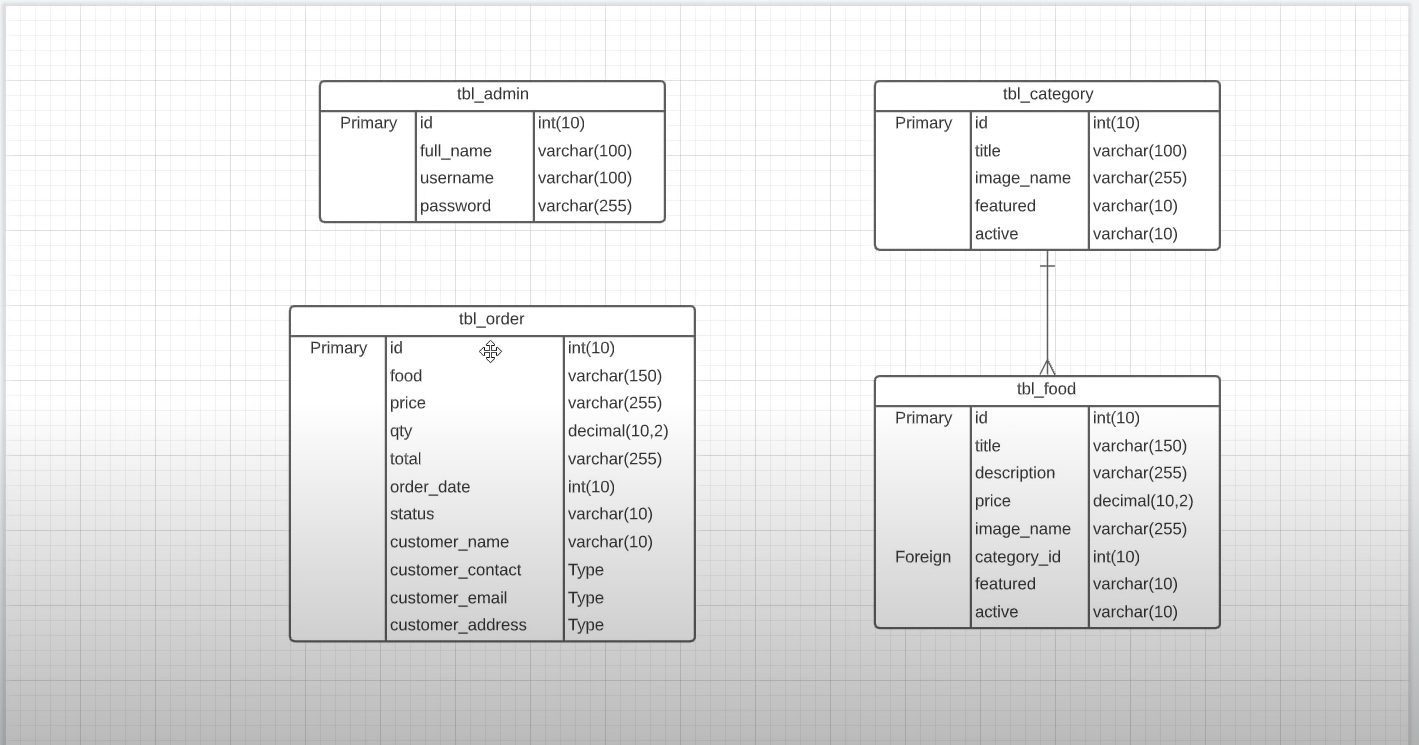 tbl_admin
Primary id int(10)
full_name varchar(100)
username varchar(100)
password varchar(255)
tbl_category
Primary id int(10)
title varchar(100)
image_name varchar(255)
featured varchar(10)
active varchar(10)
tbl_order
Primary id int(10)
food varchar(150)
price varchar(255)
qty decimal(10,2)
total varchar(255)
order_date int(10)
status varchar(10)
customer_name varchar(10)
customer_contact Type
customer_email Type
customer_address Type
tbl_food
Primary id int(10)
title varchar(150)
description varchar(255)
price decimal(10,2)
image_name varchar(255)
Foreign category_id int(10)
featured varchar(10)
active varchar(10)